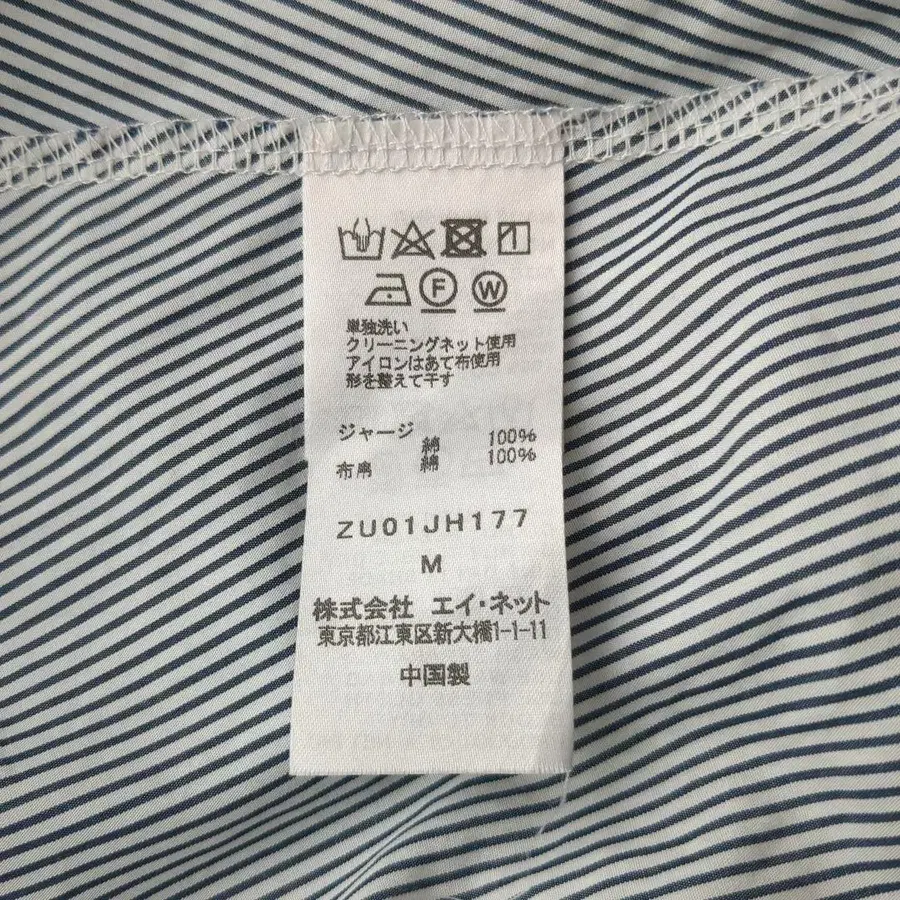 F W
単独洗い
クリーニングネット使用
アイロンはあて布使用
形を整えて干す
ジャージ 綿 100%
布帛 綿 100%
ZU01JH177
M
株式会社 エイ・ネット
東京都江東区新大橋1-1-11
中国製